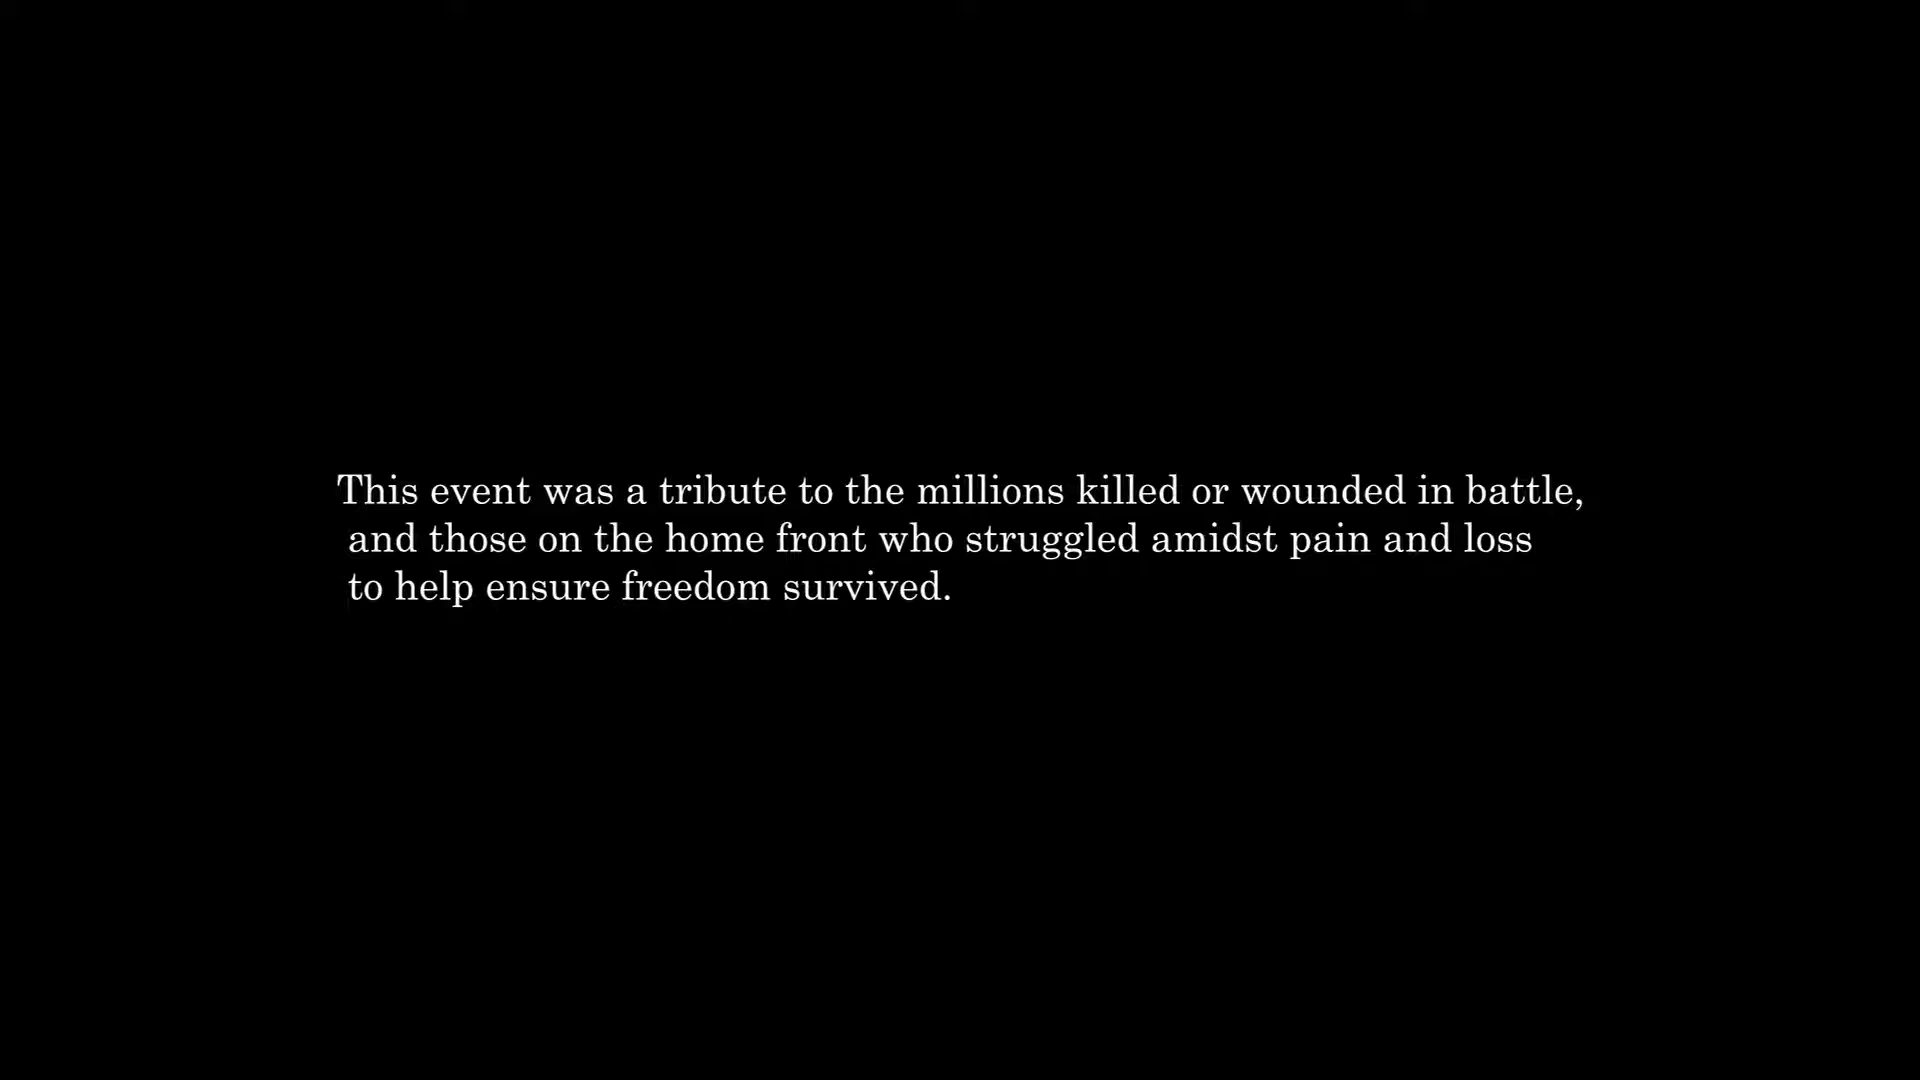 This event was a tribute to the millions killed or wounded in battle,
and those on the home front who struggled amidst pain and loss
to help ensure freedom survived.